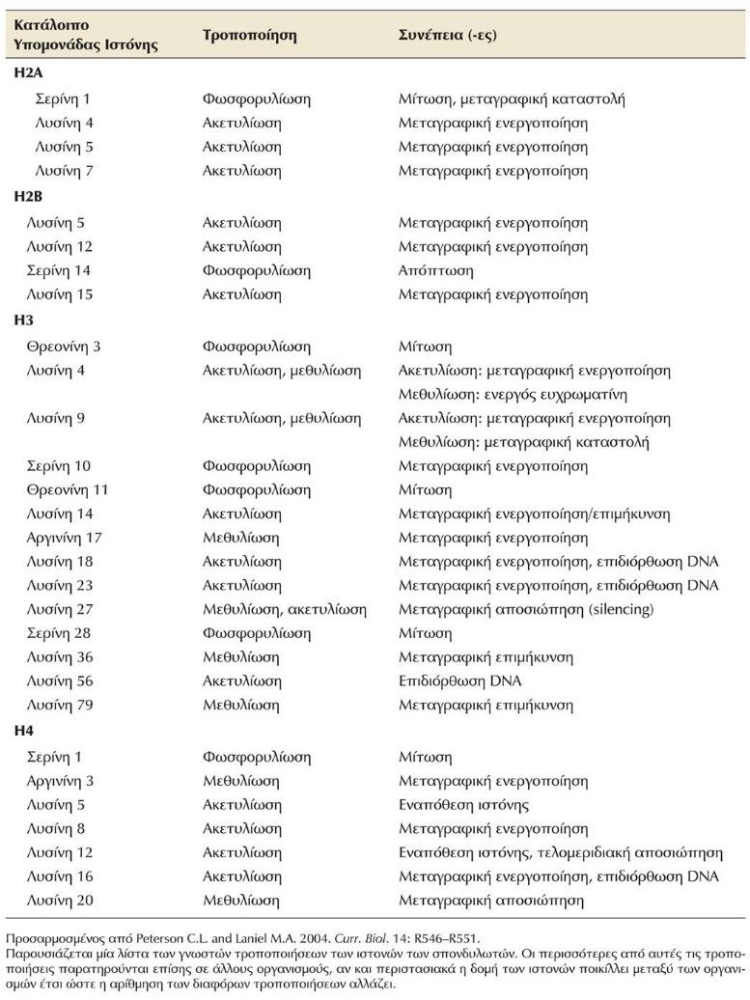 Κατάλοιπο
Υπομονάδας Ιστόνης Τροποποίηση Συνέπεια (-ες)
H2A
Σερίνη 1 Φωσφορυλίωση Μίτωση, μεταγραφική καταστολή
Λυσίνη 4 Ακετυλίωση Μεταγραφική ενεργοποίηση
Λυσίνη 5 Ακετυλίωση Μεταγραφική ενεργοποίηση
Λυσίνη 7 Ακετυλίωση Μεταγραφική ενεργοποίηση
H2B
Λυσίνη 5 Ακετυλίωση Μεταγραφική ενεργοποίηση
Λυσίνη 12 Ακετυλίωση Μεταγραφική ενεργοποίηση
Σερίνη 14 Φωσφορυλίωση Απόπτωση
Λυσίνη 15 Ακετυλίωση Μεταγραφική ενεργοποίηση
H3
Θρεονίνη 3 Φωσφορυλίωση Μίτωση
Λυσίνη 4 Ακετυλίωση, μεθυλίωση Ακετυλίωση: μεταγραφική ενεργοποίηση
Μεθυλίωση: ενεργός ευχρωματίνη
Λυσίνη 9 Ακετυλίωση, μεθυλίωση Ακετυλίωση: μεταγραφική ενεργοποίηση
Μεθυλίωση: μεταγραφική καταστολή
Σερίνη 10 Φωσφορυλίωση Μεταγραφική ενεργοποίηση
Θρεονίνη 11 Φωσφορυλίωση Μίτωση
Λυσίνη 14 Ακετυλίωση Μεταγραφική ενεργοποίηση/επιμήκυνση
Αργινίνη 17 Μεθυλίωση Μεταγραφική ενεργοποίηση
Λυσίνη 18 Ακετυλίωση Μεταγραφική ενεργοποίηση, επιδιόρθωση DNA
Λυσίνη 23 Ακετυλίωση Μεταγραφική ενεργοποίηση, επιδιόρθωση DNA
Λυσίνη 27 Μεθυλίωση, ακετυλίωση Μεταγραφική αποσιώπηση (silencing)
Σερίνη 28 Φωσφορυλίωση Μίτωση
Λυσίνη 36 Μεθυλίωση Μεταγραφική επιμήκυνση
Λυσίνη 56 Ακετυλίωση Επιδιόρθωση DNA
Λυσίνη 79 Μεθυλίωση Μεταγραφική επιμήκυνση
H4
Σερίνη 1 Φωσφορυλίωση Μίτωση
Αργινίνη 3 Μεθυλίωση Μεταγραφική ενεργοποίηση
Λυσίνη 5 Ακετυλίωση Εναπόθεση ιστόνης
Λυσίνη 8 Ακετυλίωση Μεταγραφική ενεργοποίηση
Λυσίνη 12 Ακετυλίωση Εναπόθεση ιστόνης, τελομεριδιακή αποσιώπηση
Λυσίνη 16 Ακετυλίωση Μεταγραφική ενεργοποίηση, επιδιόρθωση DNA
Λυσίνη 20 Μεθυλίωση Μεταγραφική αποσιώπηση
Προσαρμοσμένος από Peterson C.L. and Laniel M.A. 2004. Curr. Biol. 14: R546–R551.
Παρουσιάζεται μία λίστα των γνωστών τροποποιήσεων των ιστονών των σπονδυλωτών. Οι περισσότερες από αυτές τις τροπο-
ποιήσεις παρατηρούνται επίσης σε άλλους οργανισμούς, αν και περιστασιακά η δομή των ιστονών ποικίλλει μεταξύ των οργαν-
σμών έτσι ώστε η αρίθμηση των διαφόρων τροποποιήσεων αλλάζει.